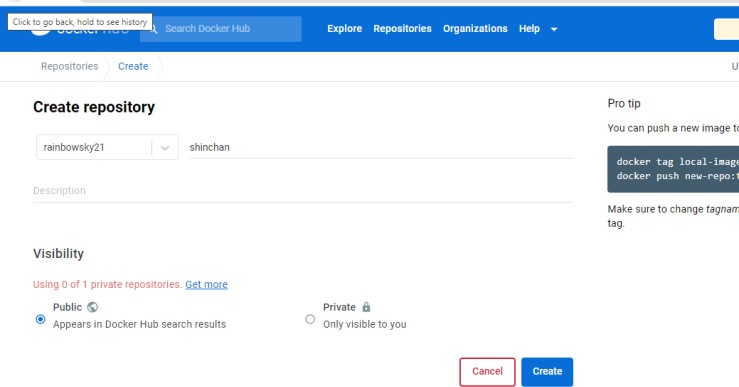 Click to go back, hold to see history
Search Docker Hub
Explore Repositories Organizations Help
Repositories Create
Create repository
rainbowsky21
shinchan
Description
Visibility
Using 0 of 1 private repositories. Get more
Public
Appears in Docker Hub search results
Private
Only visible to you
Cancel
Create
Pro tip
You can push a new image
docker tag local-image
docker push new-repo:t
Make sure to change tagnam
tag.